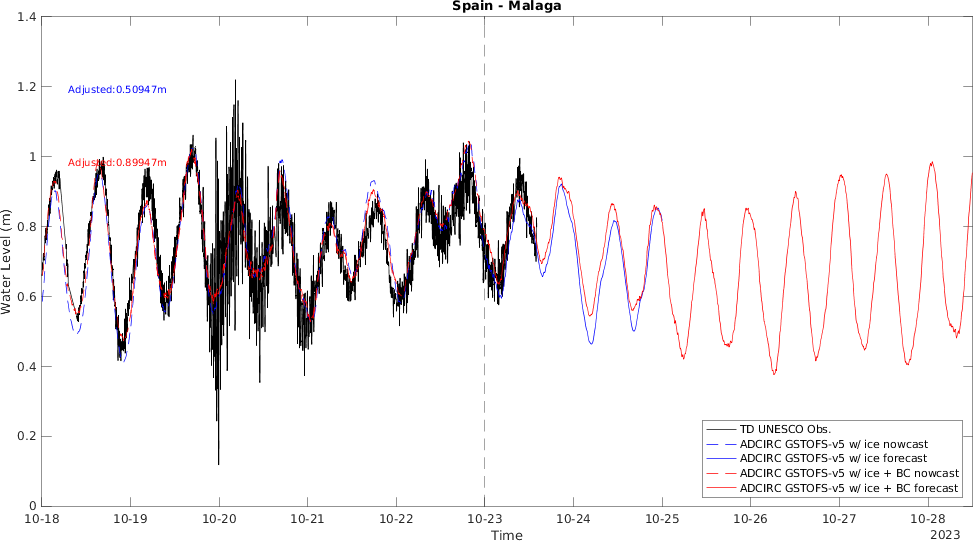 Spain - Malaga
1.4
1.2
1
0.8
0.6
0.4
0.2
0
Water Level (m)
Adjusted:0.50947m
Adjusted:0.89947m
TD UNESCO Obs.
ADCIRC GSTOFS-v5 w/ ice nowcast
ADCIRC GSTOFS-v5 w/ ice forecast
ADCIRC GSTOFS-v5 w/ ice + BC nowcast
ADCIRC GSTOFS-v5 w/ ice + BC forecast
10-18 10-19 10-20 10-21 10-22 10-23 10-24 10-25 10-26 10-27 10-28
2023
Time